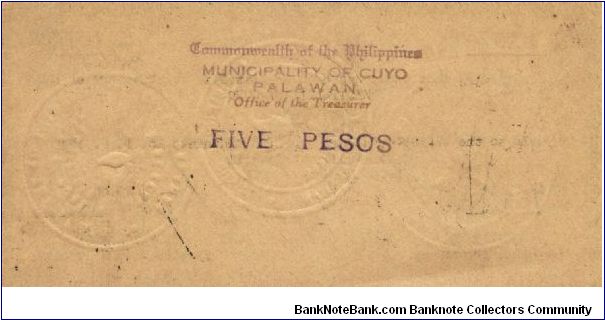 Commonwealth of the Philippines
MUNICIPALITY OF CUYO
PALAWAN
Office of the Treasurer
FIVE PESOS
BankNoteBank.com Banknote Collectors Community